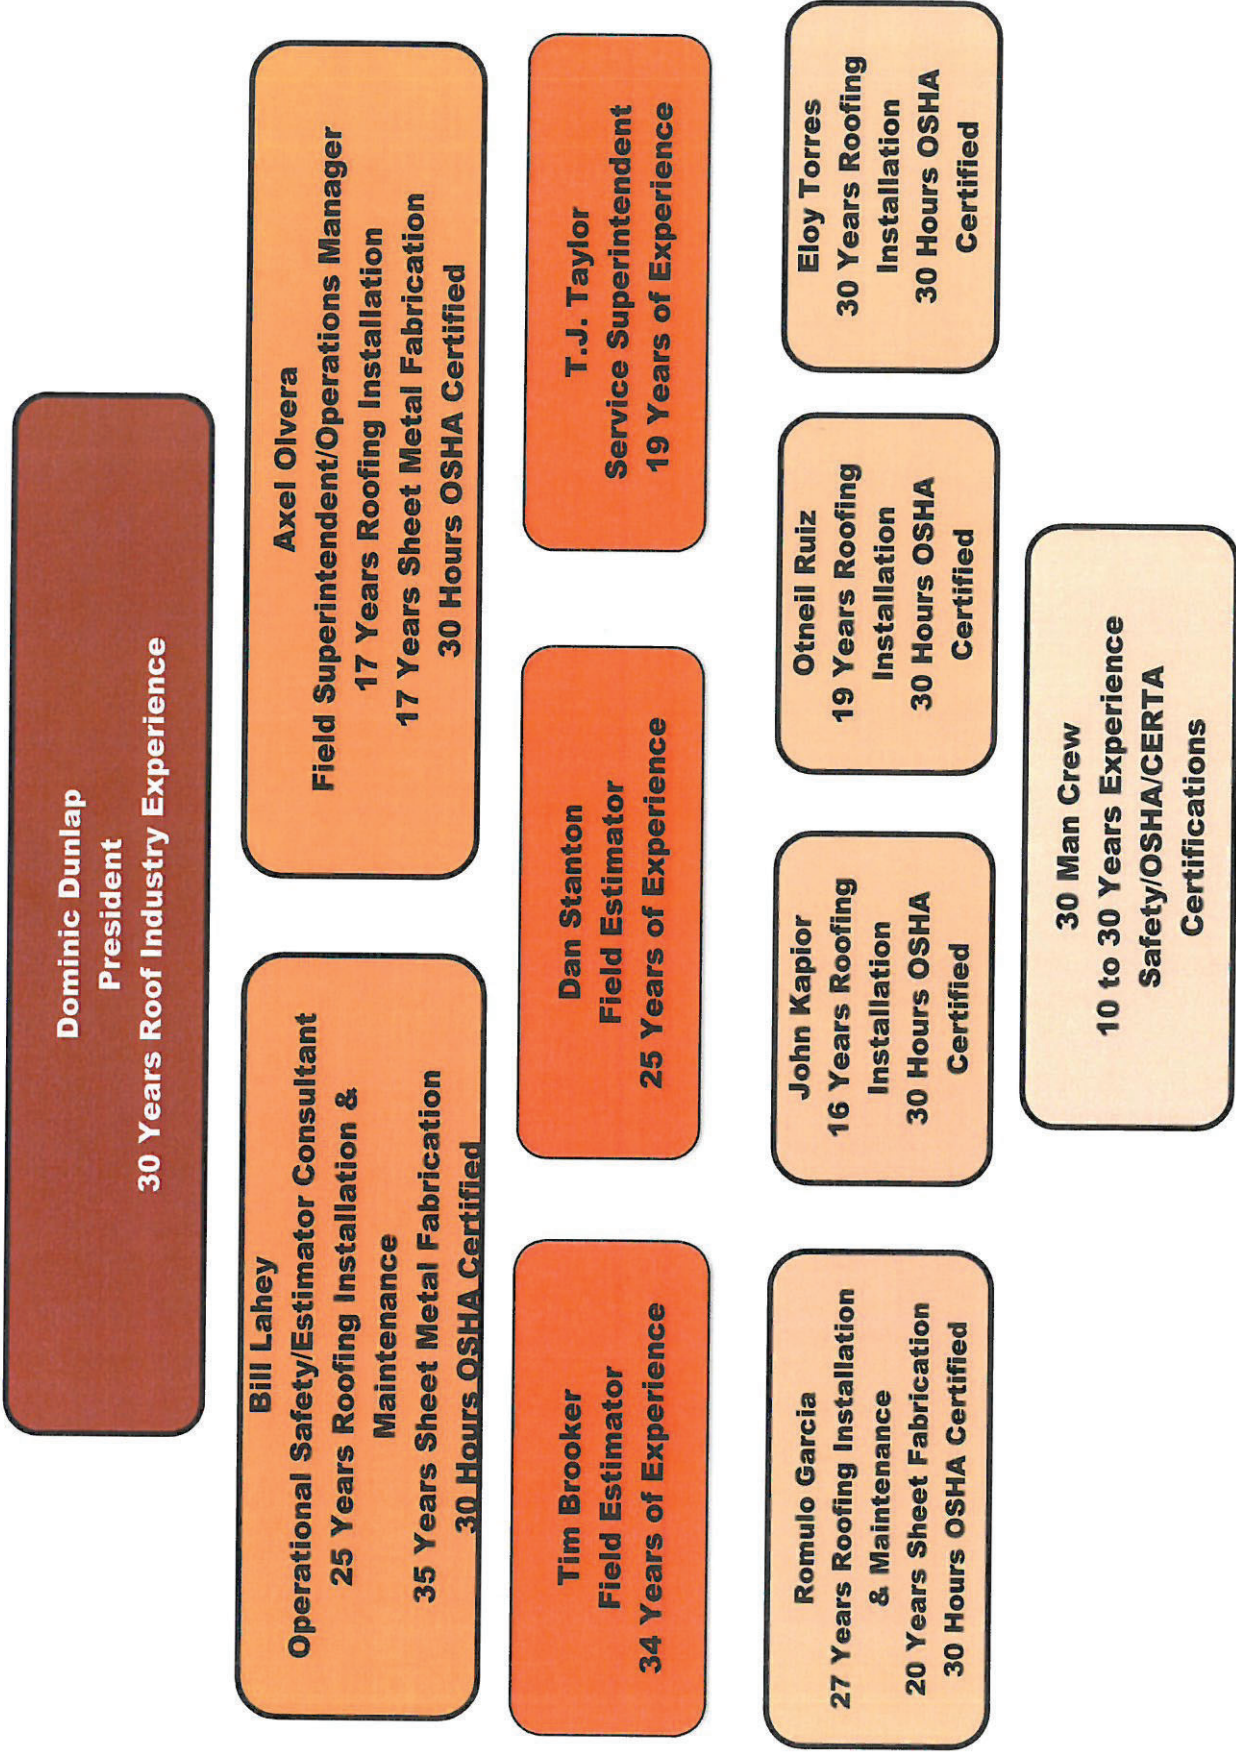 Dominic Dunlap
President
30 Years Roof Industry Experience
Bill Lahey
Operational Safety/Estimator Consultant
25 Years Roofing Installation &
Maintenance
35 Years Sheet Metal Fabrication
30 Hours OSHA Certified
Axel Olvera
Field Superintendent/Operations Manager
17 Years Roofing Installation
17 Years Sheet Metal Fabrication
30 Hours OSHA Certified
Tim Brooker
Field Estimator
34 Years of Experience
Dan Stanton
Field Estimator
25 Years of Experience
T.J. Taylor
Service Superintendent
19 Years of Experience
Romulo Garcia
27 Years Roofing Installation
& Maintenance
20 Years Sheet Fabrication
30 Hours OSHA Certified
John Kapior
16 Years Roofing
Installation
30 Hours OSHA
Certified
Otneil Ruiz
19 Years Roofing
Installation
30 Hours OSHA
Certified
Eloy Torres
30 Years Roofing
Installation
30 Hours OSHA
Certified
30 Man Crew
10 to 30 Years Experience
Safety/OSHA/CERTA
Certifications